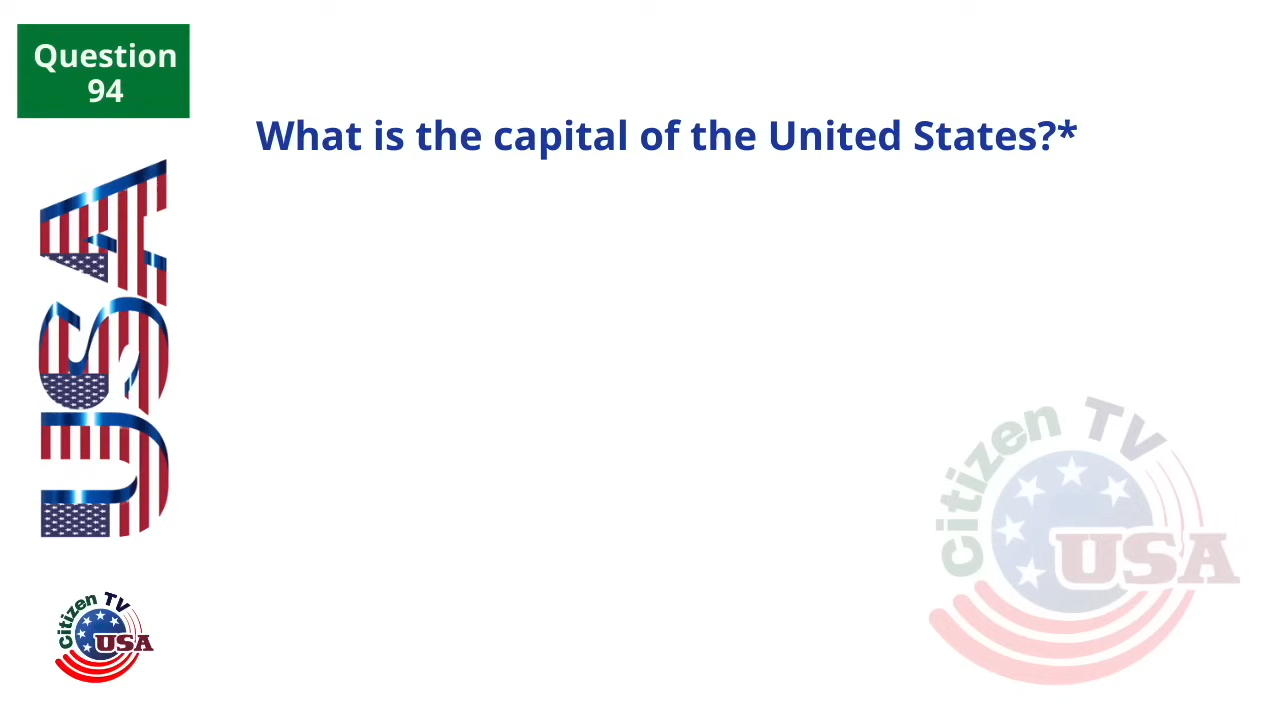 Question
94
What is the capital of the United States?*
USA
Citizen TV
USA
Citizen TV
USA